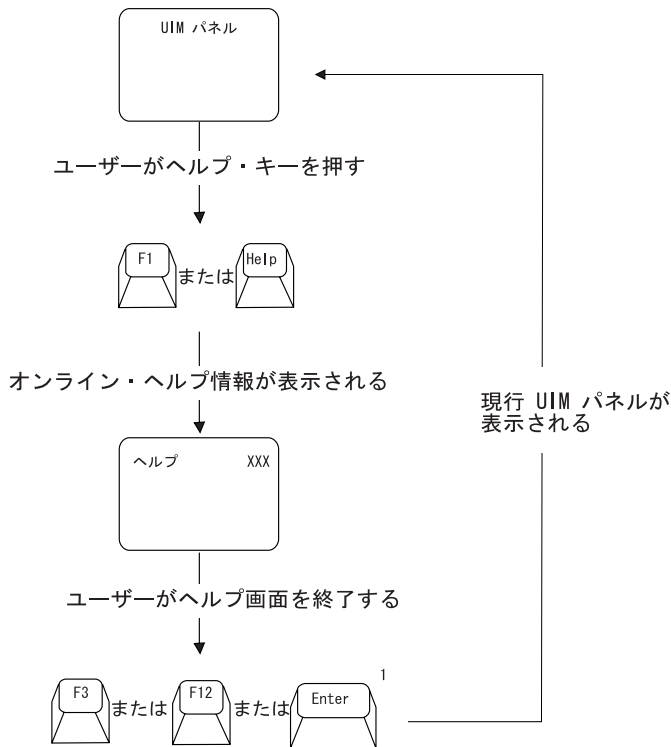 UIM パネル
ユーザーがヘルプ・キーを押す
F1 または Help
オンライン・ヘルプ情報が表示される
現行 UIM パネルが
表示される
ヘルプ XXX
ユーザーがヘルプ画面を終了する
F3 または F12 または Enter 1